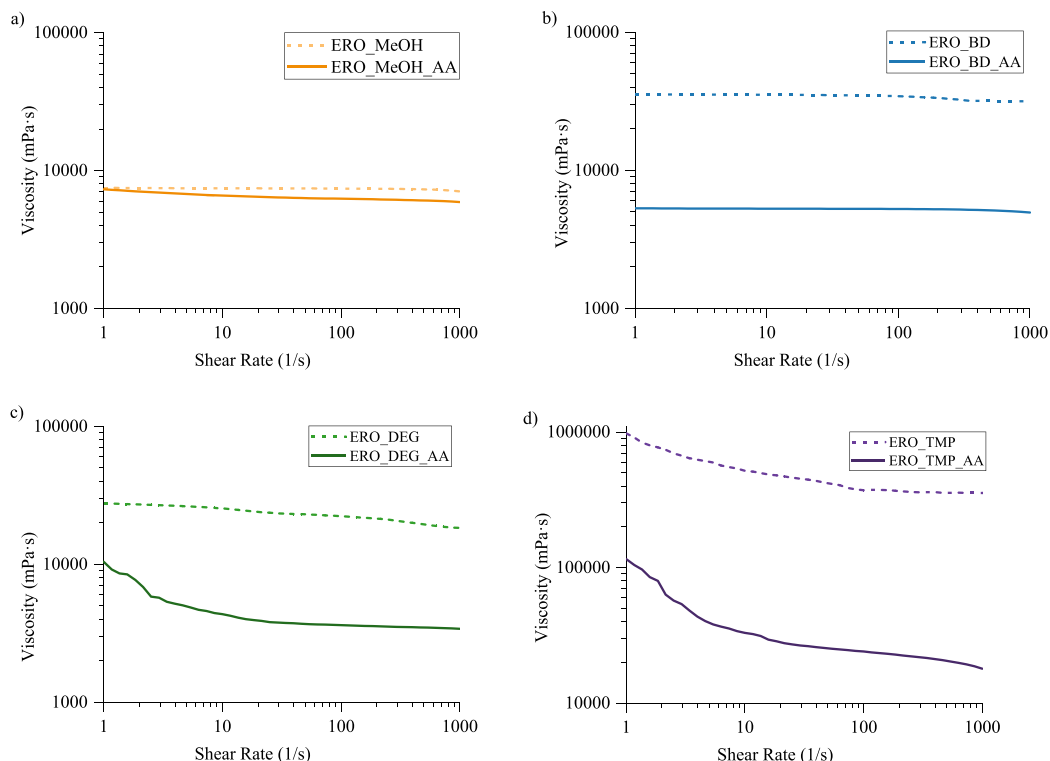 a)
100000
10000
1000
Viscosity (mPa·s)
ERO_MeOH
ERO_MeOH_AA
1 10 100 1000
Shear Rate (1/s)
b)
100000
10000
1000
Viscosity (mPa·s)
ERO_BD
ERO_BD_AA
1 10 100 1000
Shear Rate (1/s)
c)
100000
10000
1000
Viscosity (mPa·s)
ERO_DEG
ERO_DEG_AA
1 10 100 1000
Shear Rate (1/s)
d)
1000000
100000
10000
Viscosity (mPa·s)
ERO_TMP
ERO_TMP_AA
1 10 100 1000
Shear Rate (1/s)